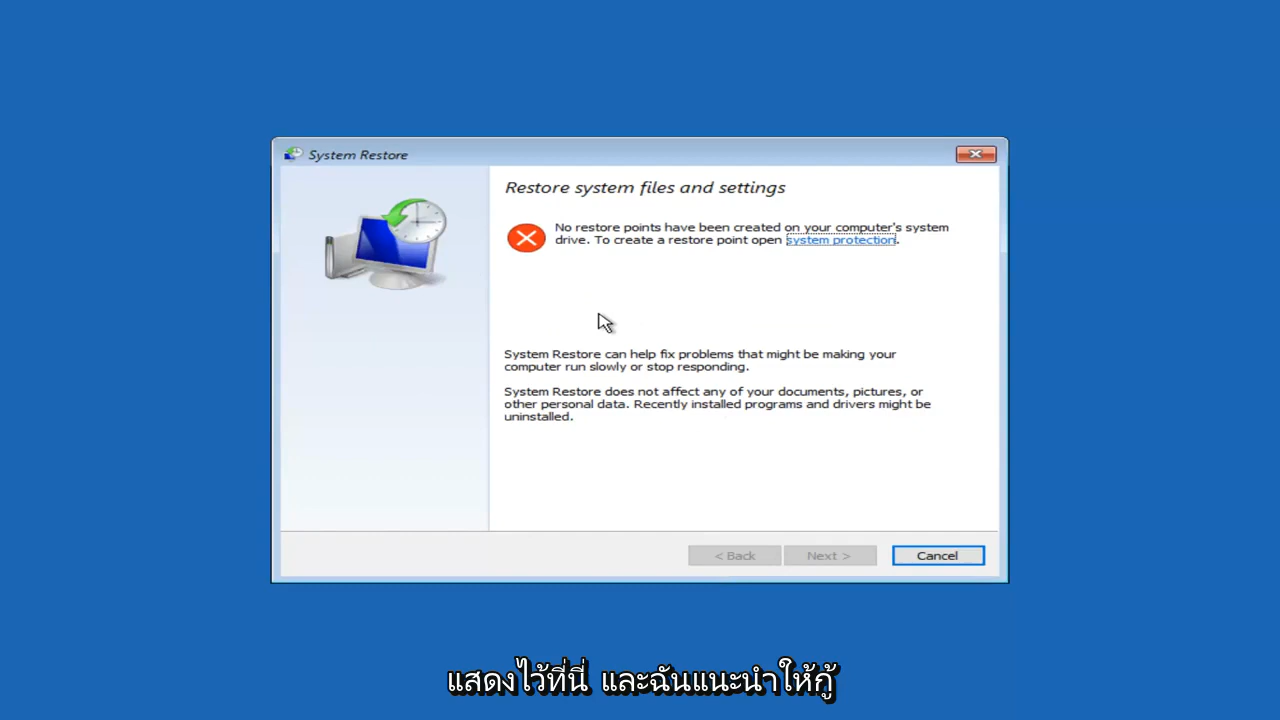 System Restore
Restore system files and settings
No restore points have been created on your computer's system
drive. To create a restore point open system protection.
System Restore can help fix problems that might be making your
computer run slowly or stop responding.
System Restore does not affect any of your documents, pictures, or
other personal data. Recently installed programs and drivers might be
uninstalled.
< Back Next > Cancel
แสดงไว้ที่นี่ และฉันแนะนำให้กู้